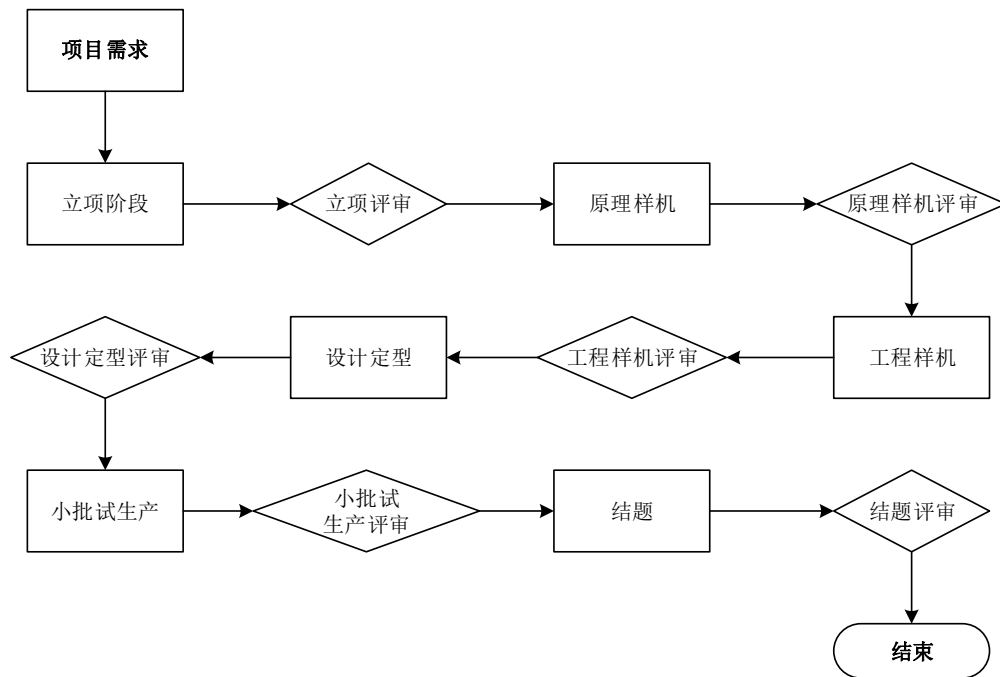 项目需求
立项阶段
立项评审
原理样机
原理样机评审
工程样机
工程样机评审
设计定型
设计定型评审
小批试生产
小批试
生产评审
结题
结题评审
结束